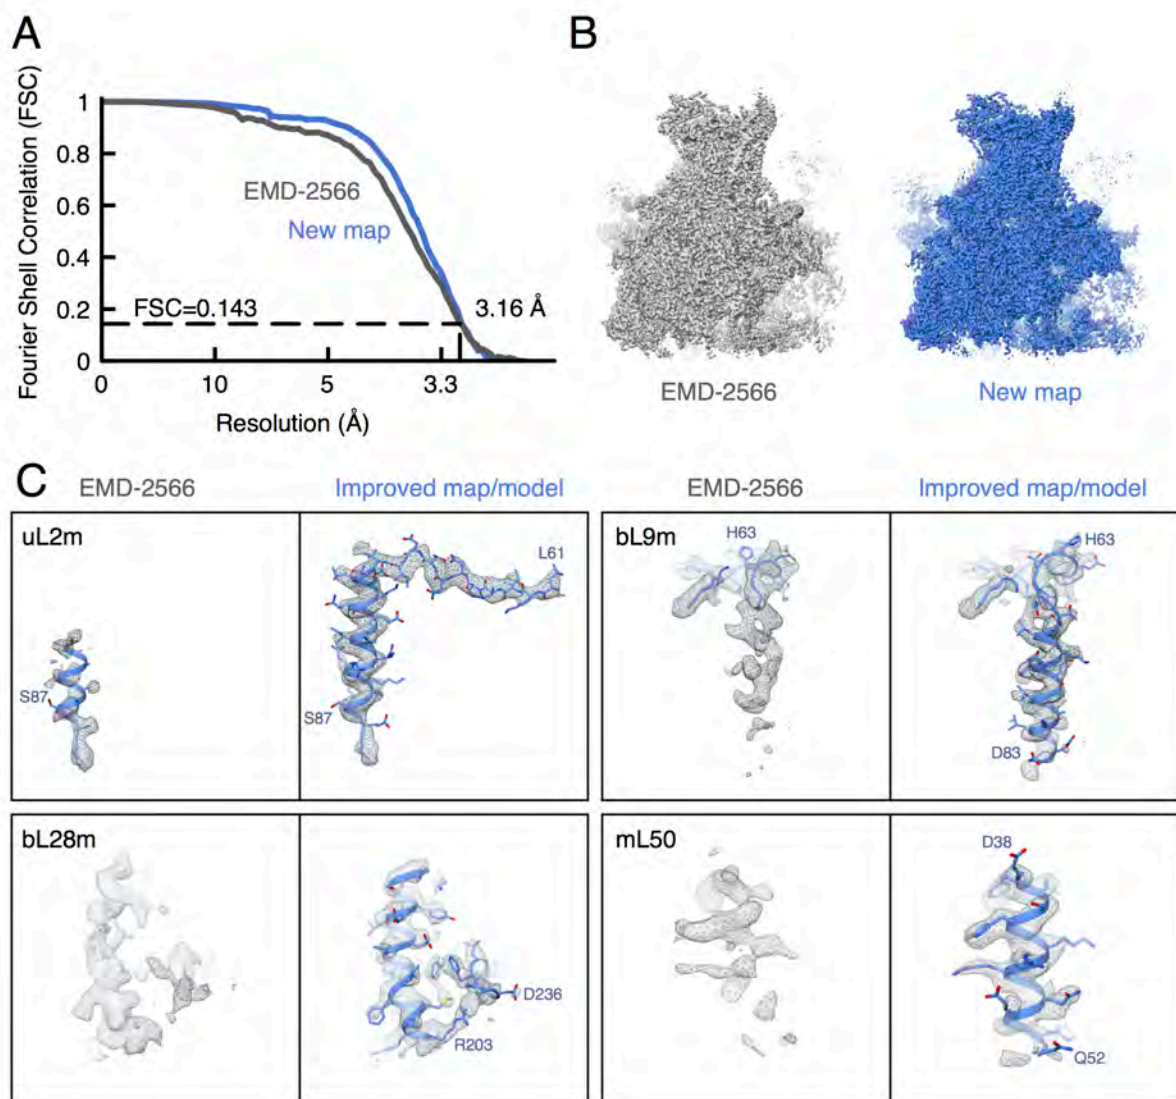 A
Fourier Shell Correlation (FSC)
1
0.8
0.6
0.4
0.2
0
EMD-2566
New map
FSC=0.143
3.16 Å
0
10
5
3.3
Resolution (Å)
B
EMD-2566
New map
C
EMD-2566
Improved map/model
EMD-2566
Improved map/model
uL2m
S87
L61
S87
bL9m
H63
H63
D83
bL28m
D236
R203
mL50
D38
Q52